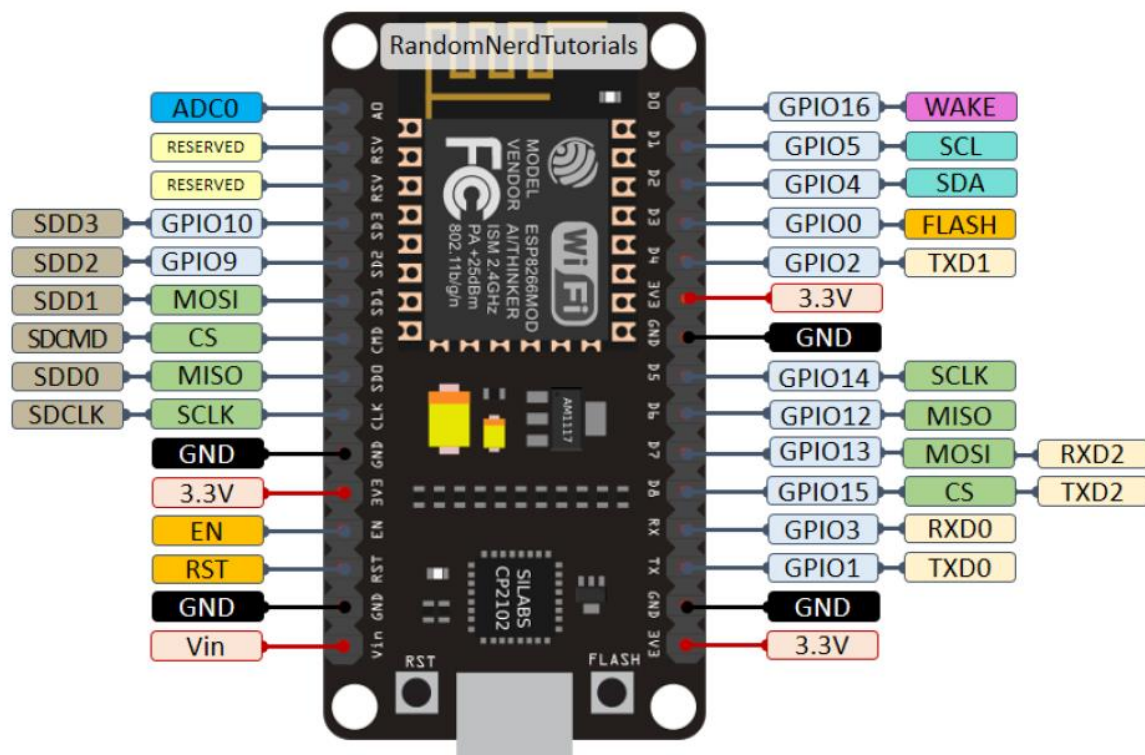 RandomNerdTutorials
ADC0 A0 D0 GPIO16 WAKE
RESERVED RSV D1 GPIO5 SCL
RESERVED RSV D2 GPIO4 SDA
SDD3 GPIO10 SD3 D3 GPIO0 FLASH
SDD2 GPIO9 SD2 D4 GPIO2 TXD1
SDD1 MOSI SD1 3V3 3.3V
SDCMD CS CMD GND GND
SDD0 MISO SD0 D5 GPIO14 SCLK
SDCLK SCLK CLK D6 GPIO12 MISO
GND GND D7 GPIO13 MOSI RXD2
3.3V 3V3 D8 GPIO15 CS TXD2
EN EN RX GPIO3 RXD0
RST RST TX GPIO1 TXD0
GND GND GND GND
Vin Vin 3V3 3.3V
MODEL ESP8266MOD
VENDOR AI/THINKER
ISM 2.4GHz
PA +25dBm
802.11b/g/n
FC
Wi Fi
AM1117
SILABS
CP2102
RST
FLASH